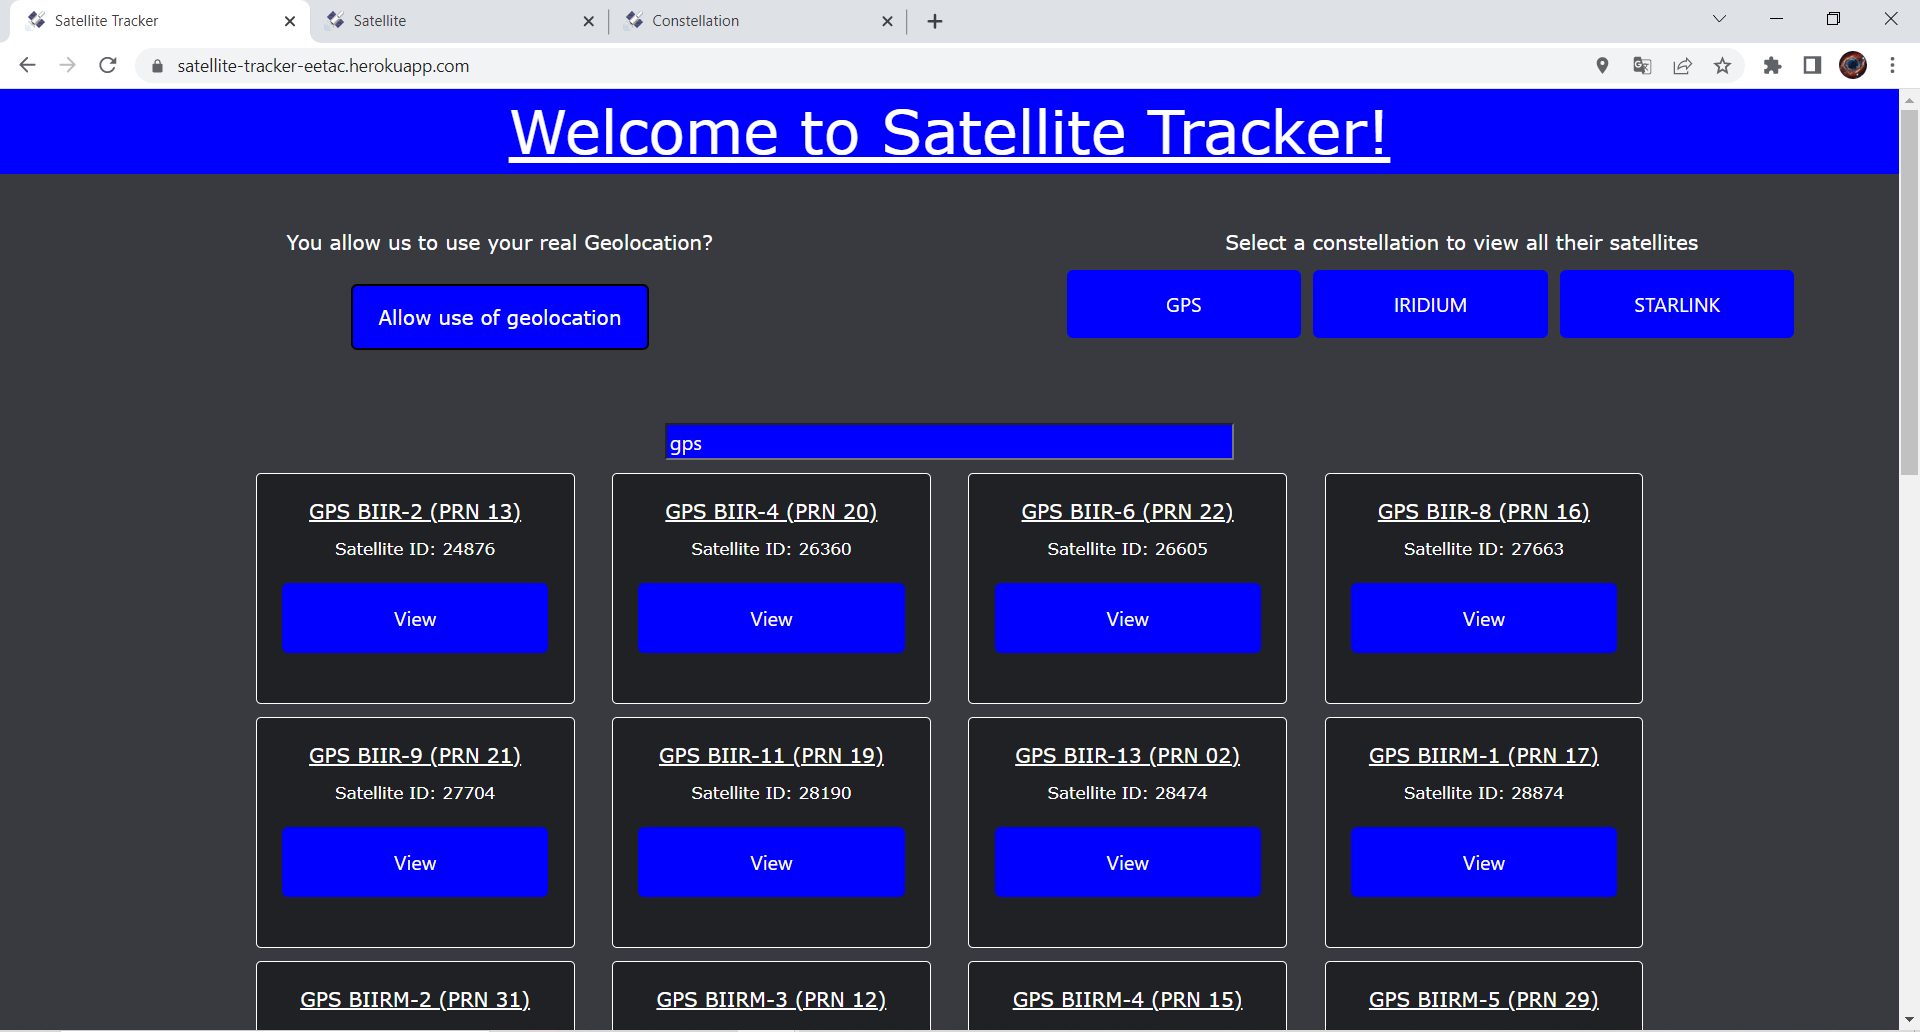 Satellite Tracker
Satellite
Constellation
satellite-tracker-eetac.herokuapp.com
Welcome to Satellite Tracker!
You allow us to use your real Geolocation?
Allow use of geolocation
Select a constellation to view all their satellites
GPS
IRIDIUM
STARLINK
gps
GPS BIIR-2 (PRN 13)
Satellite ID: 24876
View
GPS BIIR-4 (PRN 20)
Satellite ID: 26360
View
GPS BIIR-6 (PRN 22)
Satellite ID: 26605
View
GPS BIIR-8 (PRN 16)
Satellite ID: 27663
View
GPS BIIR-9 (PRN 21)
Satellite ID: 27704
View
GPS BIIR-11 (PRN 19)
Satellite ID: 28190
View
GPS BIIR-13 (PRN 02)
Satellite ID: 28474
View
GPS BIIRM-1 (PRN 17)
Satellite ID: 28874
View
GPS BIIRM-2 (PRN 31)
GPS BIIRM-3 (PRN 12)
GPS BIIRM-4 (PRN 15)
GPS BIIRM-5 (PRN 29)